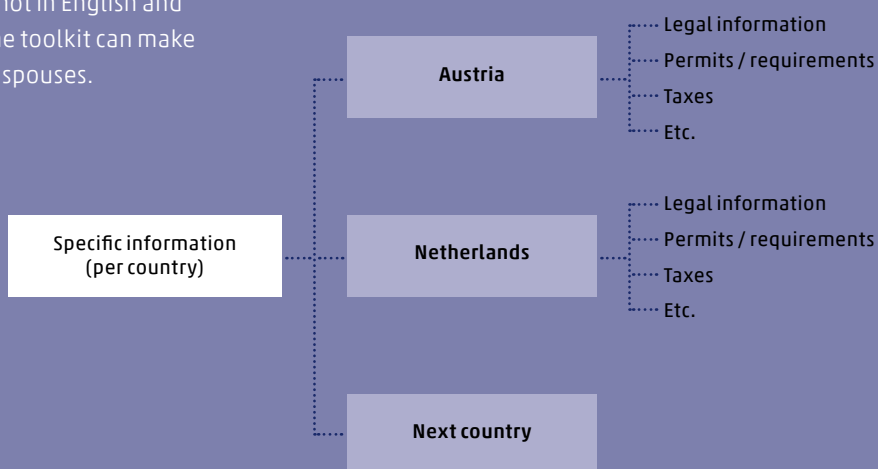 not in English and
toolkit can make
spouses.
Specific information
(per country)
Austria
Legal information
Permits / requirements
Taxes
Etc.
Netherlands
Legal information
Permits / requirements
Taxes
Etc.
Next country